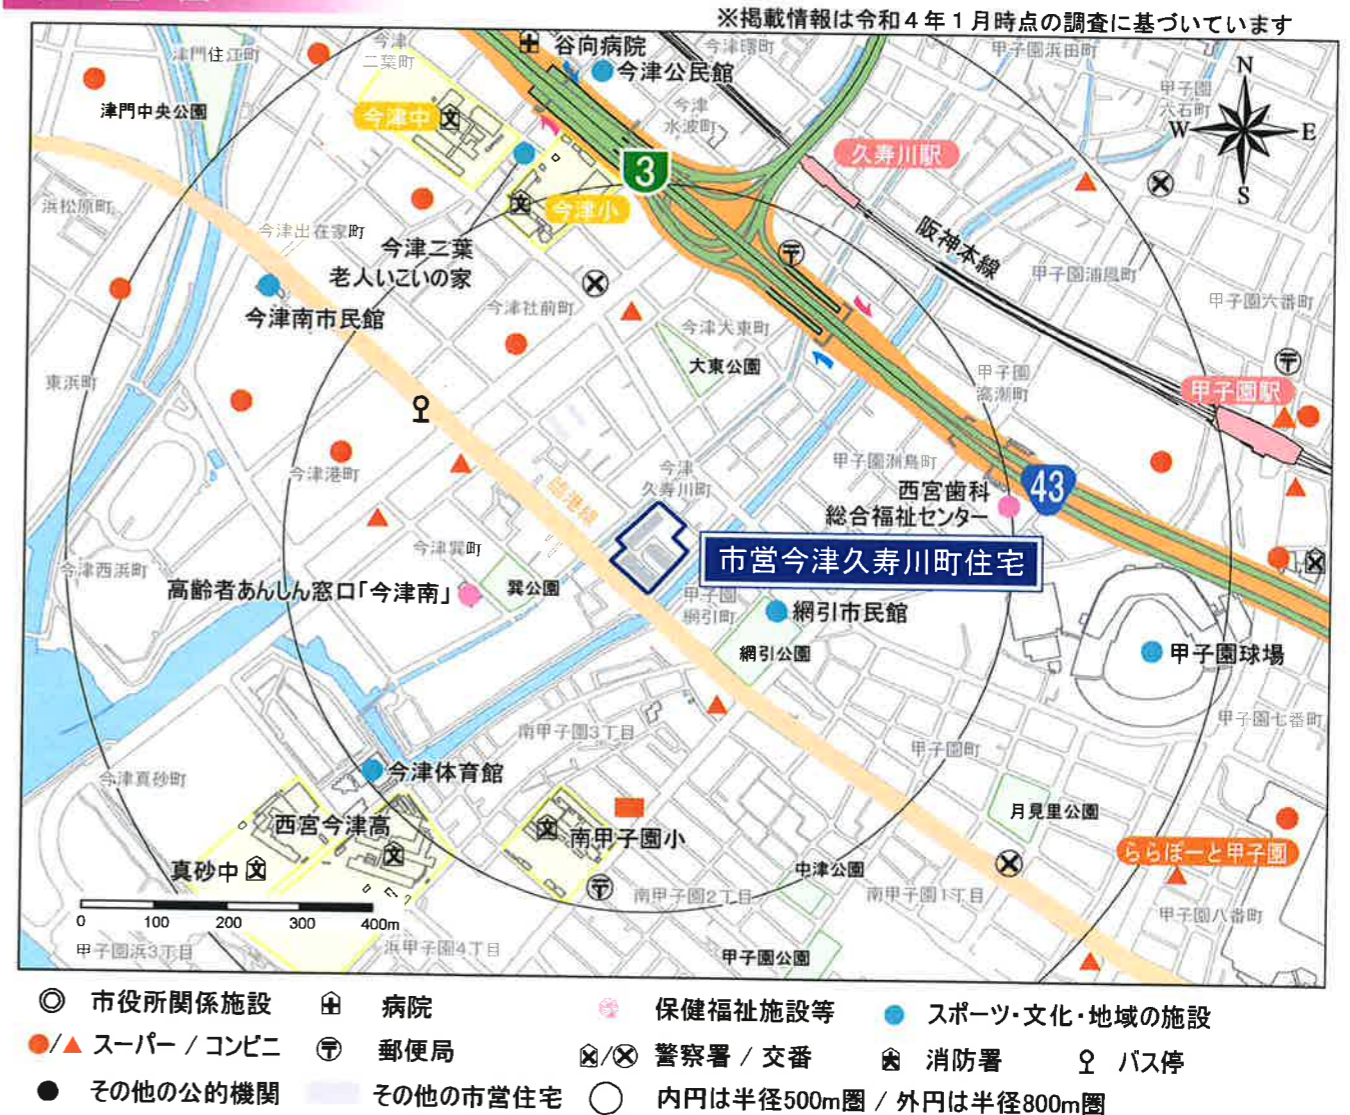 ※掲載情報は令和４年１月時点の調査に基づいています
谷向病院
今津曙町
甲子園浜田町
津門住江町
今津
二葉町
今津公民館
N
甲子園
六石町
津門中央公園
今津中
今津
水波町
W
E
久寿川駅
3
S
浜松原町
今津小
今津出在家町
今津二葉
老人いこいの家
阪神本線
甲子園浦風町
甲子園六番町
今津社前町
今津南市民館
今津大東町
大東公園
東浜町
甲子園
高潮町
甲子園駅
今津港町
今津
久寿川町
甲子園洲鳥町
臨港線
西宮歯科
総合福祉センター
43
今津巽町
市営今津久寿川町住宅
今津西浜町
高齢者あんしん窓口「今津南」
巽公園
甲子園
網引町
網引市民館
網引公園
甲子園球場
南甲子園3丁目
甲子園七番町
甲子園町
今津真砂町
今津体育館
月見里公園
西宮今津高
南甲子園小
ららぽーと甲子園
真砂中
中津公園
南甲子園2丁目
南甲子園1丁目
甲子園八番町
0 100 200 300 400m
甲子園浜3丁目
浜甲子園4丁目
甲子園公園
市役所関係施設 病院 保健福祉施設等 スポーツ・文化・地域の施設
/ スーパー / コンビニ 郵便局 / 警察署 / 交番 消防署 バス停
その他の公的機関 その他の市営住宅 内円は半径500m圏 / 外円は半径800m圏